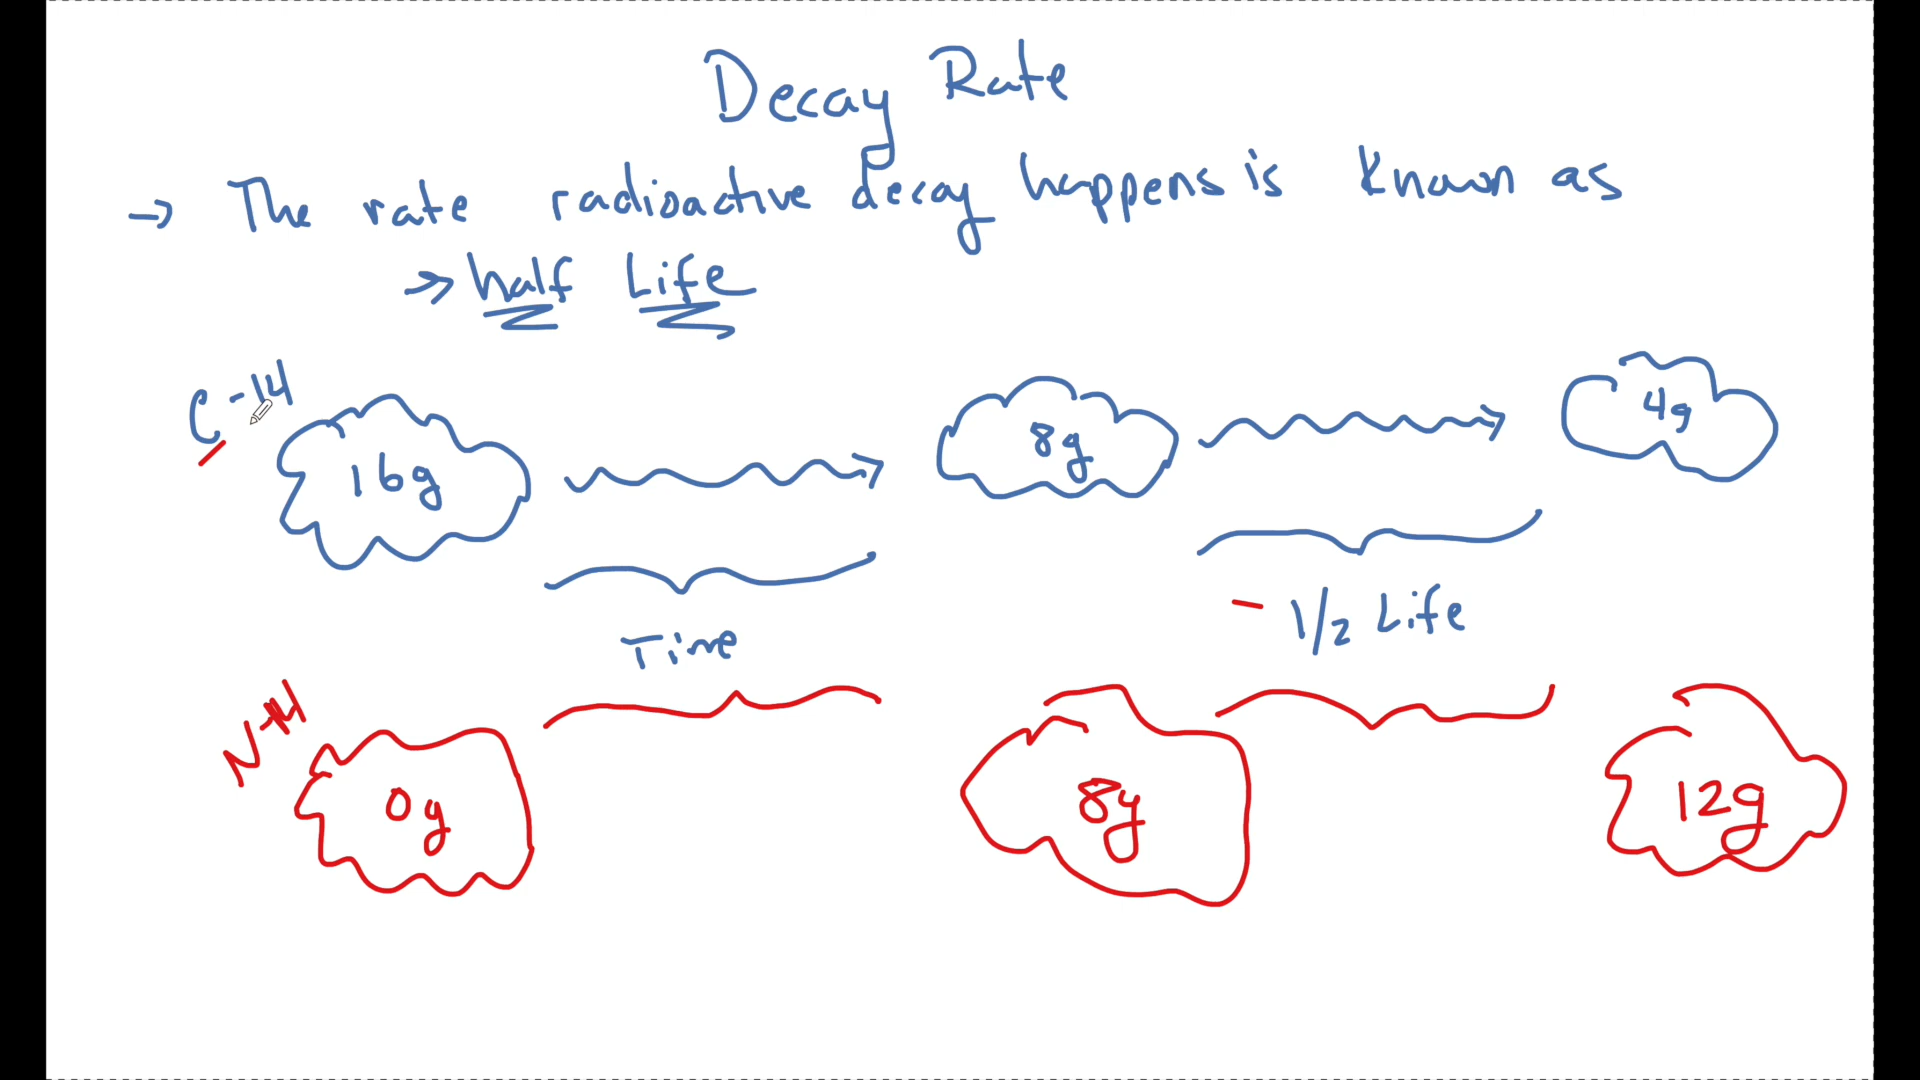 Decay Rate
→ The rate radioactive decay happens is known as
→ half Life
C-14
16g
8g
4g
Time
1/2 Life
N-14
0g
8g
12g